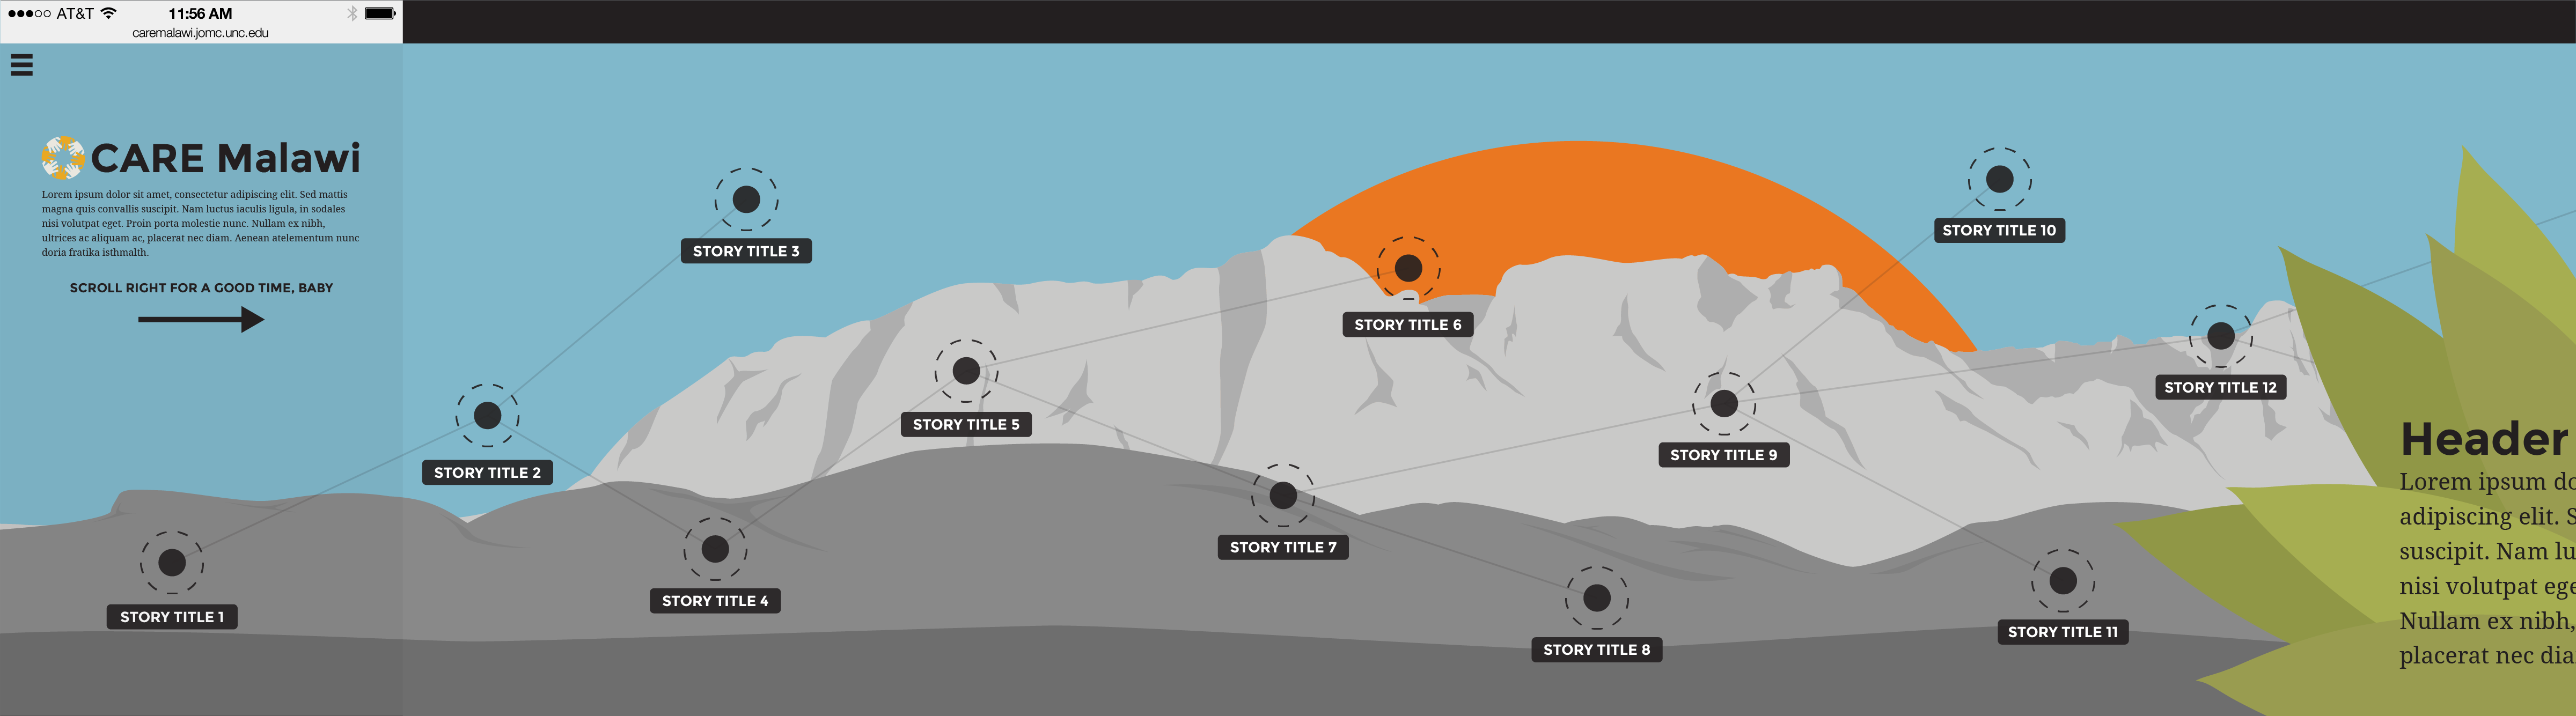 AT&T 11:56 AM
caremalawi.jomc.unc.edu
CARE Malawi
Lorem ipsum dolor sit amet, consectetur adipiscing elit. Sed mattis
magna quis convallis suscipit. Nam luctus iaculis ligula, in sodales
nisi volutpat eget. Proin porta molestie nunc. Nullam ex nibh,
ultrices ac aliquam ac, placerat nec diam. Aenean atelementum nunc
doria fratika isthmalth.
SCROLL RIGHT FOR A GOOD TIME, BABY
STORY TITLE 1
STORY TITLE 2
STORY TITLE 3
STORY TITLE 4
STORY TITLE 5
STORY TITLE 6
STORY TITLE 7
STORY TITLE 8
STORY TITLE 9
STORY TITLE 10
STORY TITLE 11
STORY TITLE 12
Header
Lorem ipsum do
adipiscing elit. S
suscipit. Nam lu
nisi volutpat ege
Nullam ex nibh,
placerat nec dia